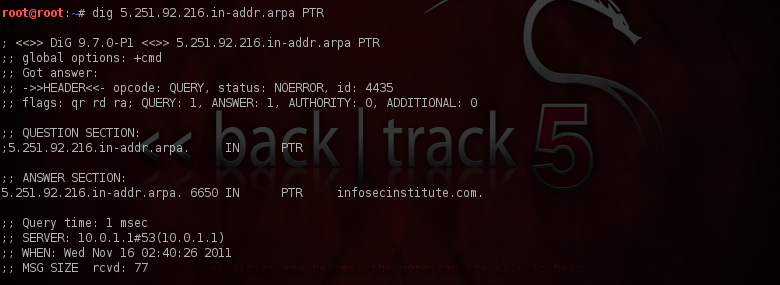 root@root:~# dig 5.251.92.216.in-addr.arpa PTR
; <<>> DiG 9.7.0-P1 <<>> 5.251.92.216.in-addr.arpa PTR
;; global options: +cmd
;; Got answer:
;; ->>HEADER<<- opcode: QUERY, status: NOERROR, id: 4435
;; flags: qr rd ra; QUERY: 1, ANSWER: 1, AUTHORITY: 0, ADDITIONAL: 0
;; QUESTION SECTION:
;5.251.92.216.in-addr.arpa. IN PTR
<< back | track 5
;; ANSWER SECTION:
5.251.92.216.in-addr.arpa. 6650 IN PTR infosecinstitute.com.
;; Query time: 1 msec
;; SERVER: 10.0.1.1#53(10.0.1.1)
;; WHEN: Wed Nov 16 02:40:26 2011
;; MSG SIZE rcvd: 77